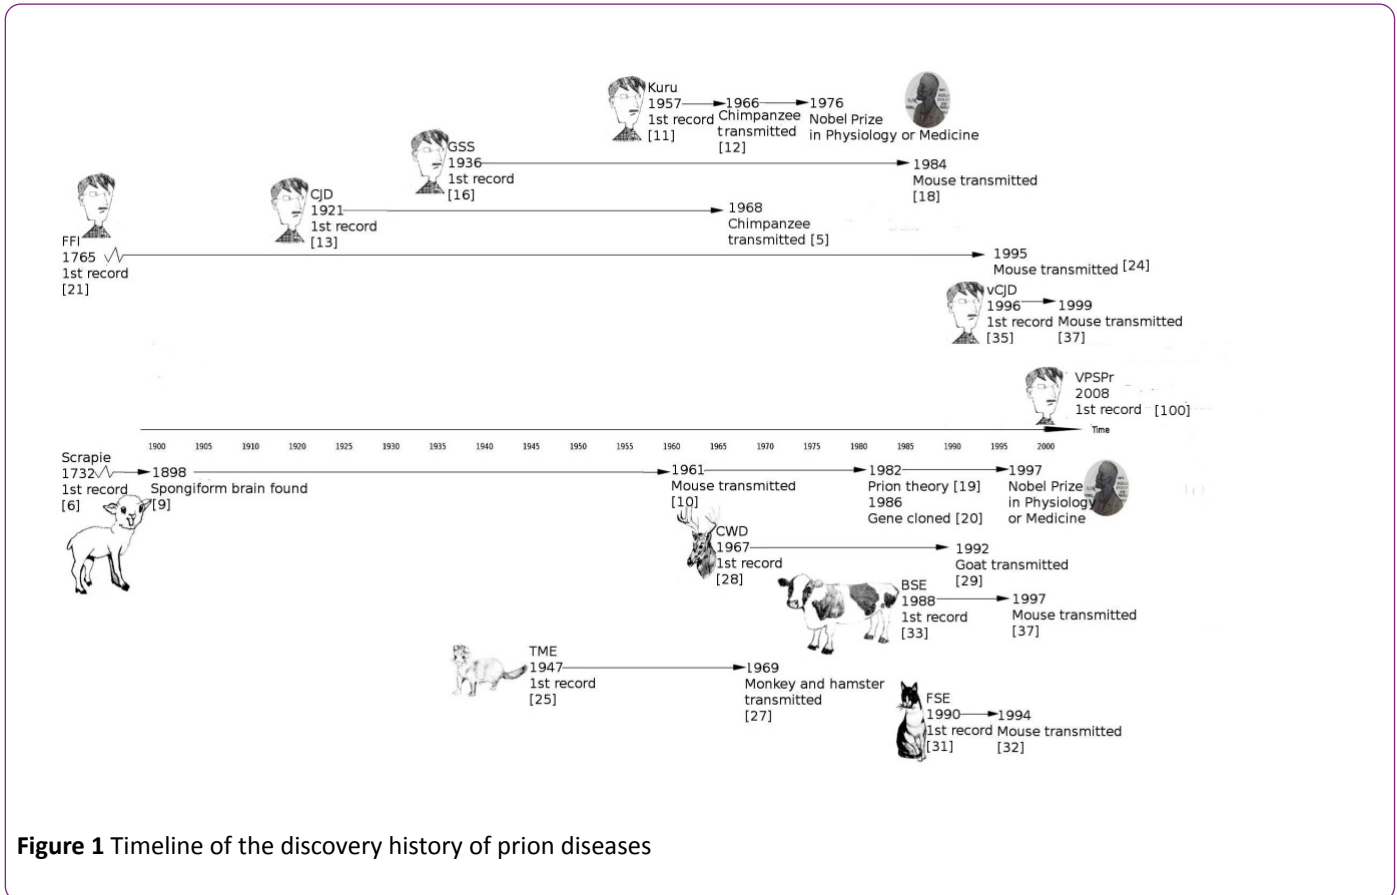 Kuru
1957
1st record
[11]
1966
Chimpanzee
transmitted
[12]
1976
Nobel Prize
in Physiology or Medicine
GSS
1936
1st record
[16]
1984
Mouse transmitted
[18]
CJD
1921
1st record
[13]
1968
Chimpanzee
transmitted [5]
FFI
1765
1st record
[21]
1995
Mouse transmitted [24]
vCJD
1996
1st record
[35]
1999
Mouse transmitted
[37]
VPSPr
2008
1st record [100]
Time
1900 1905 1910 1920 1925 1930 1935 1940 1945 1950 1955 1960 1965 1970 1975 1980 1985 1990 1995 2000
Scrapie
1732
1st record
[6]
1898
Spongiform brain found
[9]
1961
Mouse transmitted
[10]
1982
Prion theory [19]
1986
Gene cloned [20]
1997
Nobel Prize
in Physiology
or Medicine
CWD
1967
1st record
[28]
1992
Goat transmitted
[29]
BSE
1988
1st record
[33]
1997
Mouse transmitted
[37]
TME
1947
1st record
[25]
1969
Monkey and hamster
transmitted
[27]
FSE
1990
1st record
[31]
1994
Mouse transmitted
[32]
Figure 1 Timeline of the discovery history of prion diseases